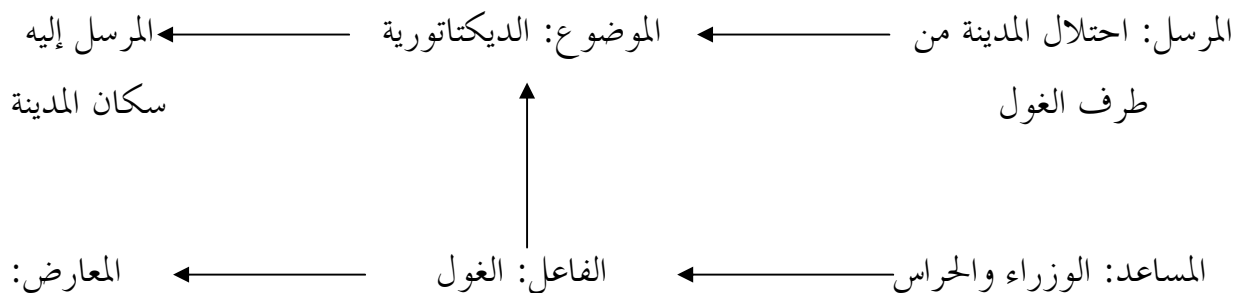 المرسل: احتلال المدينة من الموضوع: الديكتاتورية المرسل إليه
طرف الغول سكان المدينة
المساعد: الوزراء والحراس الفاعل: الغول المعارض: